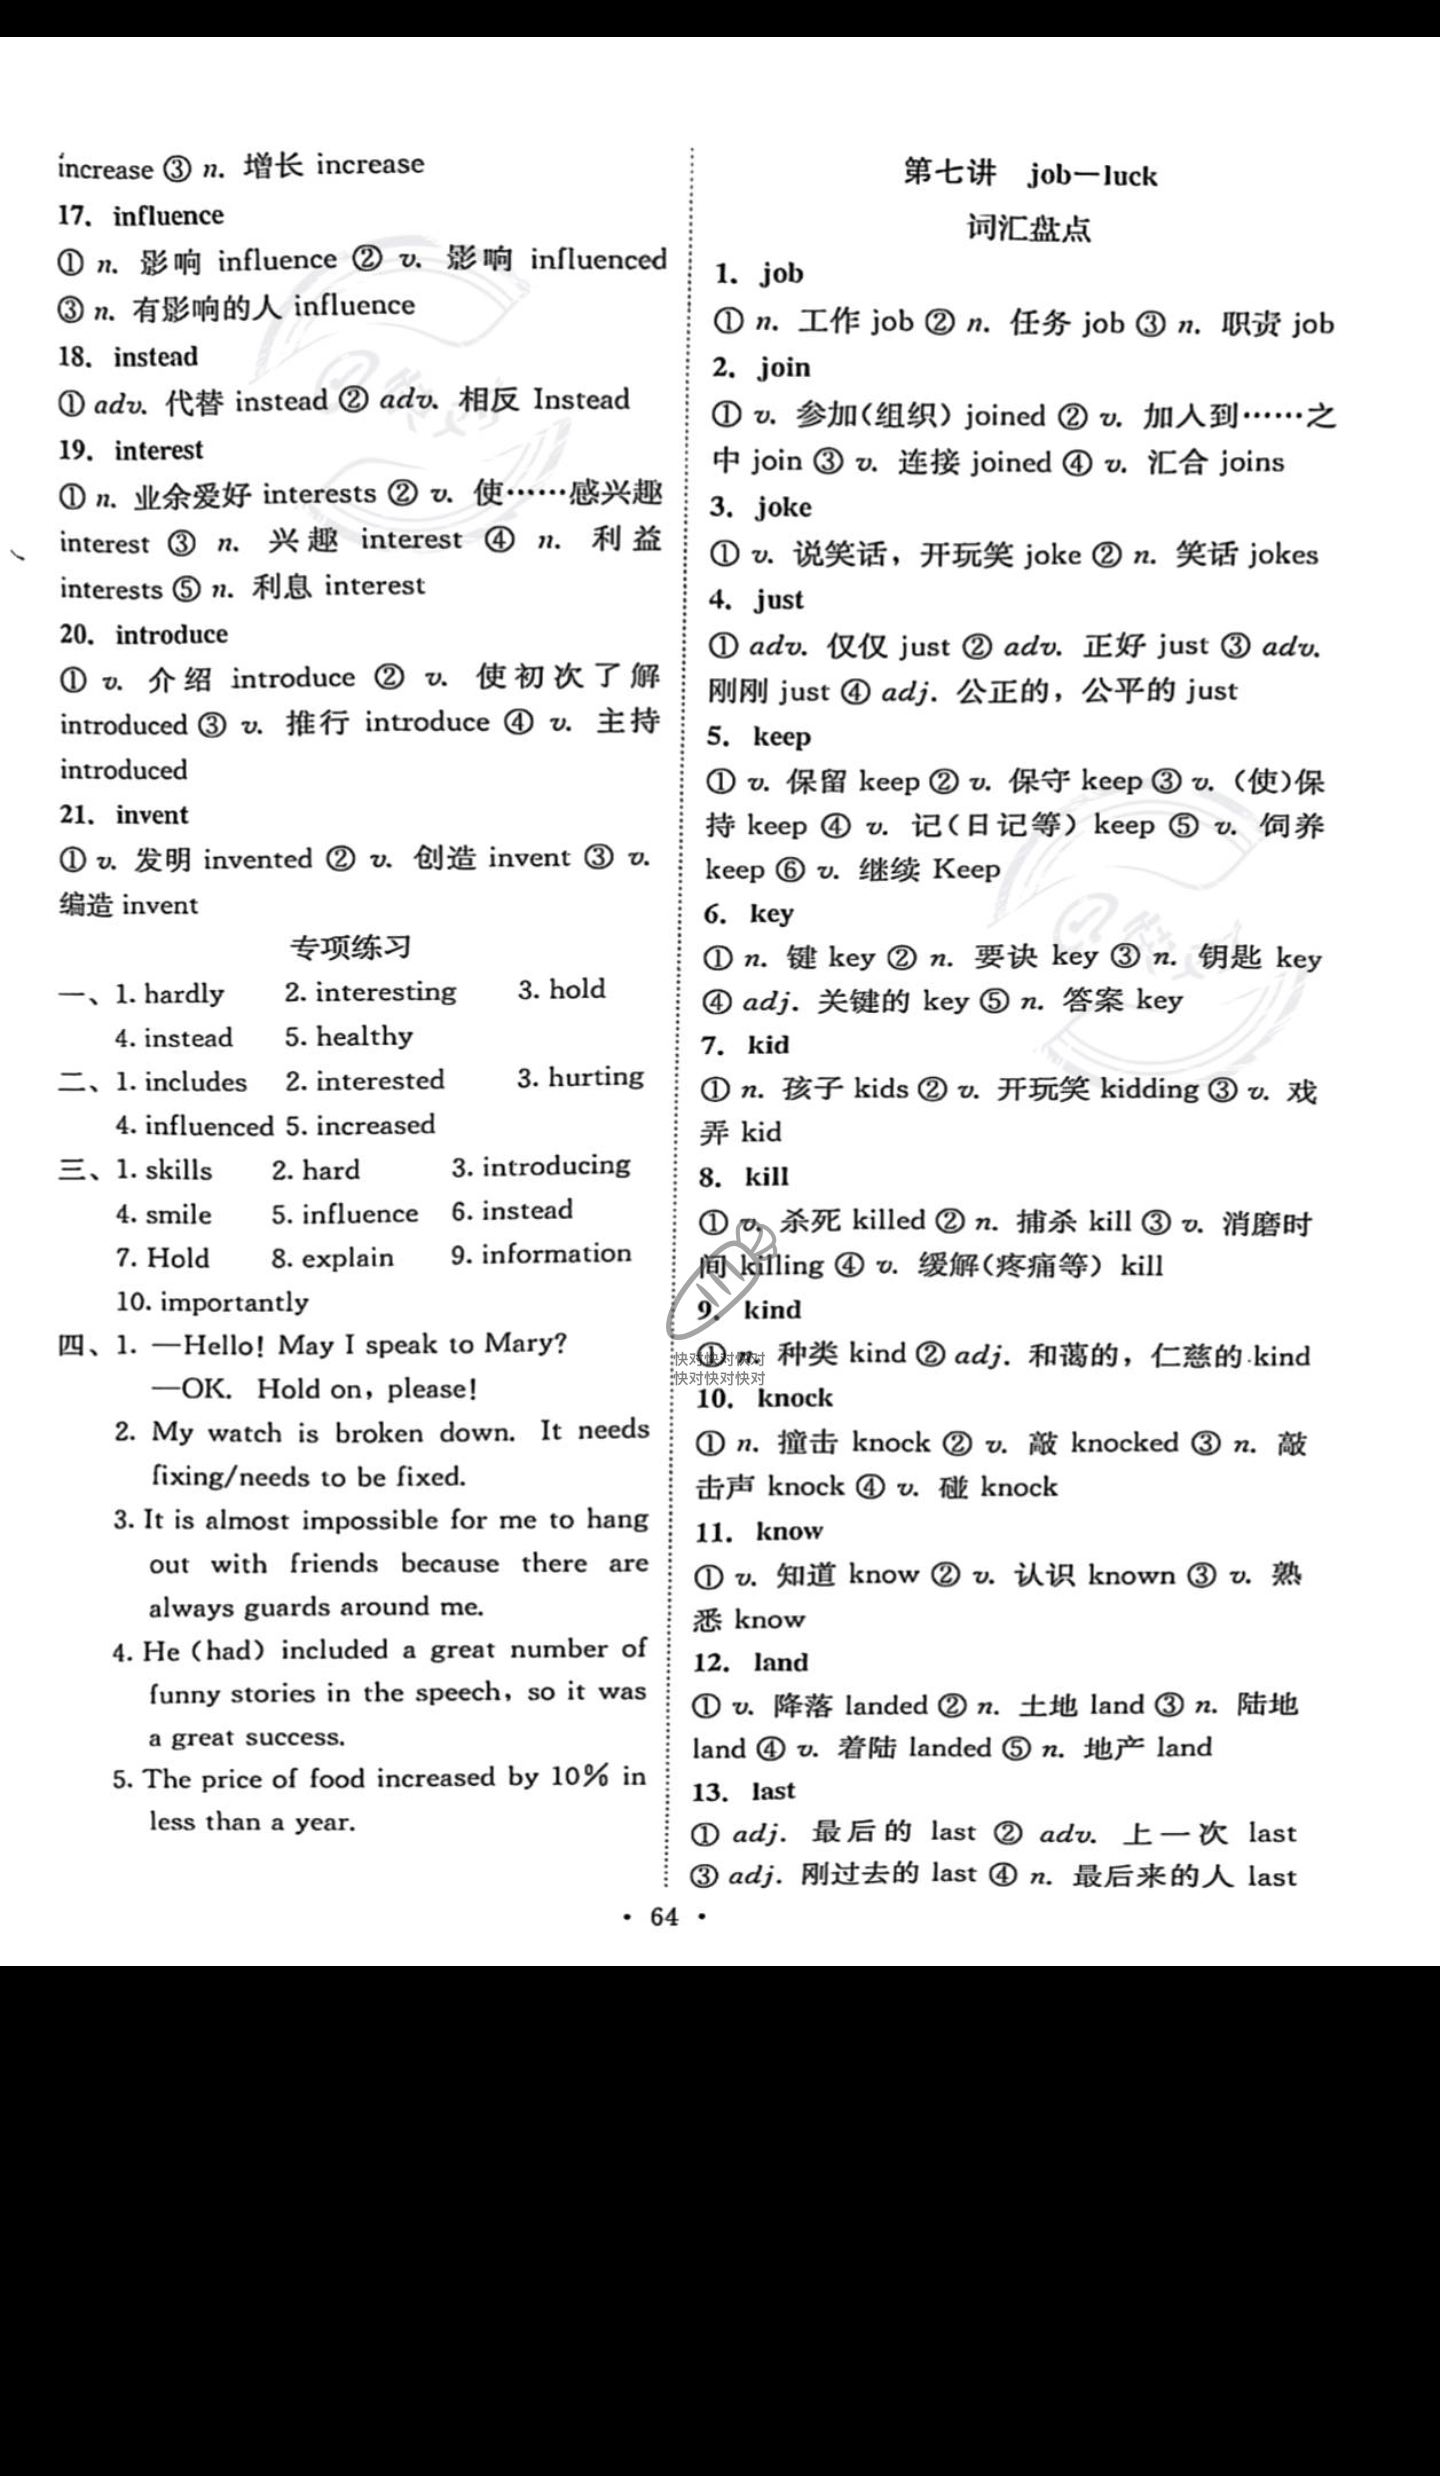 increase ③ n. 增长 increase
17. influence
① n. 影响 influence ② v. 影响 influenced
③ n. 有影响的人 influence
18. instead
① adv. 代替 instead ② adv. 相反 Instead
19. interest
① n. 业余爱好 interests ② v. 使……感兴趣
interest ③ n. 兴趣 interest ④ n. 利益
interests ⑤ n. 利息 interest
20. introduce
① v. 介绍 introduce ② v. 使初次了解
introduced ③ v. 推行 introduce ④ v. 主持
introduced
21. invent
① v. 发明 invented ② v. 创造 invent ③ v.
编造 invent
专项练习
一、1. hardly 2. interesting 3. hold
4. instead 5. healthy
二、1. includes 2. interested 3. hurting
4. influenced 5. increased
三、1. skills 2. hard 3. introducing
4. smile 5. influence 6. instead
7. Hold 8. explain 9. information
10. importantly
四、1. —Hello! May I speak to Mary?
—OK. Hold on, please!
2. My watch is broken down. It needs
fixing/needs to be fixed.
3. It is almost impossible for me to hang
out with friends because there are
always guards around me.
4. He (had) included a great number of
funny stories in the speech, so it was
a great success.
5. The price of food increased by 10% in
less than a year.
第七讲 job—luck
词汇盘点
1. job
① n. 工作 job ② n. 任务 job ③ n. 职责 job
2. join
① v. 参加(组织) joined ② v. 加入到……之
中 join ③ v. 连接 joined ④ v. 汇合 joins
3. joke
① v. 说笑话，开玩笑 joke ② n. 笑话 jokes
4. just
① adv. 仅仅 just ② adv. 正好 just ③ adv.
刚刚 just ④ adj. 公正的，公平的 just
5. keep
① v. 保留 keep ② v. 保守 keep ③ v. (使)保
持 keep ④ v. 记(日记等) keep ⑤ v. 饲养
keep ⑥ v. 继续 Keep
6. key
① n. 键 key ② n. 要诀 key ③ n. 钥匙 key
④ adj. 关键的 key ⑤ n. 答案 key
7. kid
① n. 孩子 kids ② v. 开玩笑 kidding ③ v. 戏
弄 kid
8. kill
① v. 杀死 killed ② n. 捕杀 kill ③ v. 消磨时
间 killing ④ v. 缓解(疼痛等) kill
9. kind
① n. 种类 kind ② adj. 和蔼的，仁慈的 kind
快对快对快对
快对快对快对
10. knock
① n. 撞击 knock ② v. 敲 knocked ③ n. 敲
击声 knock ④ v. 碰 knock
11. know
① v. 知道 know ② v. 认识 known ③ v. 熟
悉 know
12. land
① v. 降落 landed ② n. 土地 land ③ n. 陆地
land ④ v. 着陆 landed ⑤ n. 地产 land
13. last
① adj. 最后的 last ② adv. 上一次 last
③ adj. 刚过去的 last ④ n. 最后来的人 last
· 64 ·